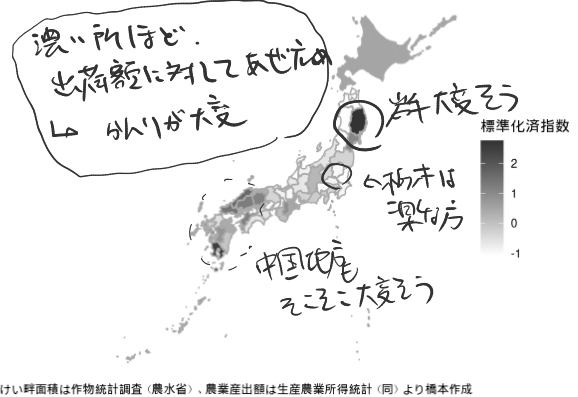 濃い所ほど、
出荷額に対してあぜ広め
↳ かんりが大変
岩手 大変そう
標準化済指数
2
1
0
-1
←栃木は
楽な方
中国地方も
そこそこ大変そう
けい畔面積は作物統計調査（農水省）、農業産出額は生産農業所得統計（同）より橋本作成